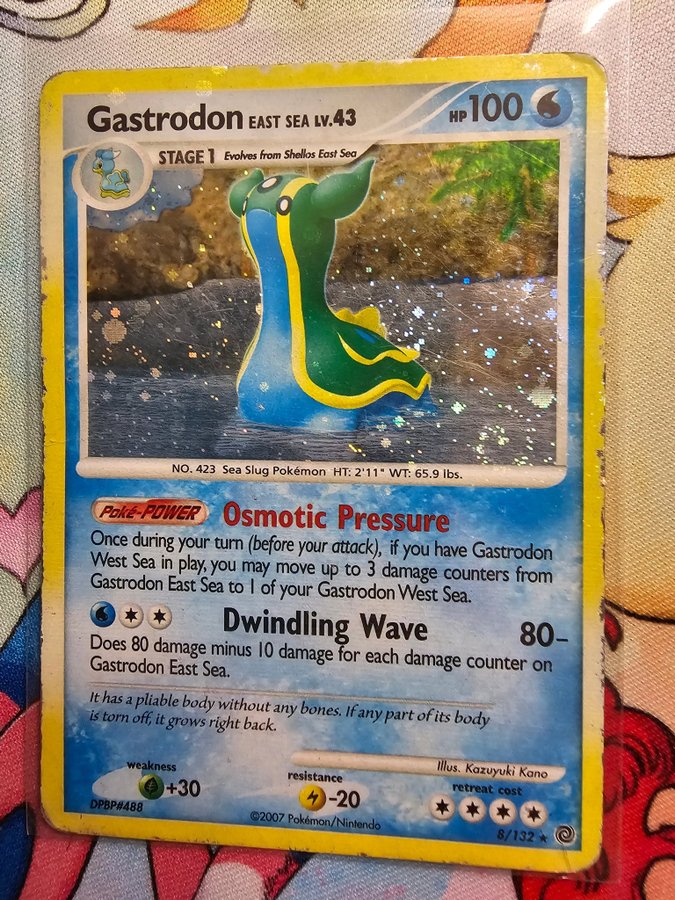 Gastrodon EAST SEA LV.43 HP 100
STAGE 1 Evolves from Shellos East Sea
NO. 423 Sea Slug Pokémon HT: 2'11" WT: 65.9 lbs.
Poké-POWER Osmotic Pressure
Once during your turn (before your attack), if you have Gastrodon
West Sea in play, you may move up to 3 damage counters from
Gastrodon East Sea to 1 of your Gastrodon West Sea.
Dwindling Wave 80-
Does 80 damage minus 10 damage for each damage counter on
Gastrodon East Sea.
It has a pliable body without any bones. If any part of its body
is torn off, it grows right back.
Illus. Kazuyuki Kano
weakness resistance retreat cost
+30 -20
DPBP#488 ©2007 Pokémon/Nintendo 8/132 ★